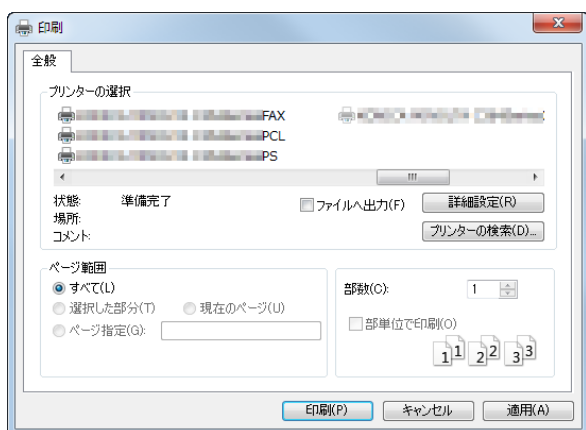 印刷
全般
プリンターの選択
FAX
PCL
PS
状態: 準備完了
場所:
コメント:
ファイルへ出力(F)
詳細設定(R)
プリンターの検索(D)...
ページ範囲
すべて(L)
選択した部分(T) 現在のページ(U)
ページ指定(G):
部数(C): 1
部単位で印刷(O)
1 1 2 2 3 3
印刷(P) キャンセル 適用(A)